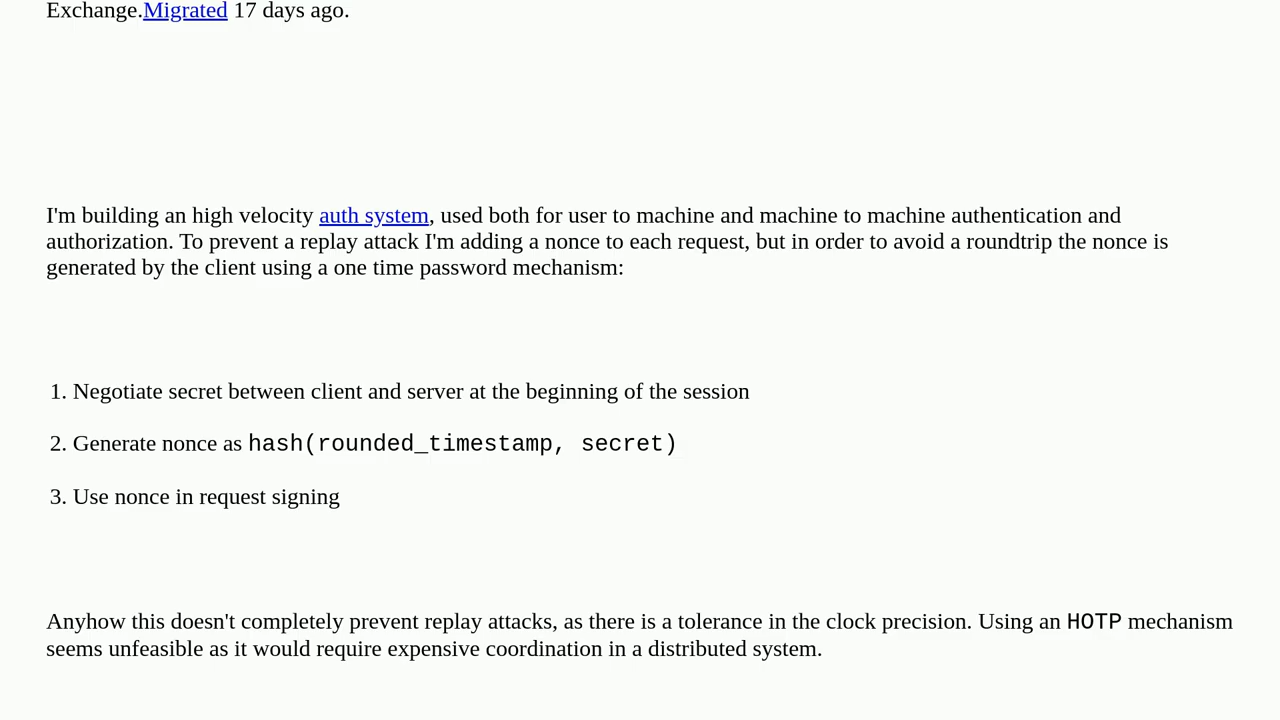 Exchange.Migrated 17 days ago.
I'm building an high velocity auth system, used both for user to machine and machine to machine authentication and
authorization. To prevent a replay attack I'm adding a nonce to each request, but in order to avoid a roundtrip the nonce is
generated by the client using a one time password mechanism:
1. Negotiate secret between client and server at the beginning of the session
2. Generate nonce as hash(rounded_timestamp, secret)
3. Use nonce in request signing
Anyhow this doesn't completely prevent replay attacks, as there is a tolerance in the clock precision. Using an HOTP mechanism
seems unfeasible as it would require expensive coordination in a distributed system.